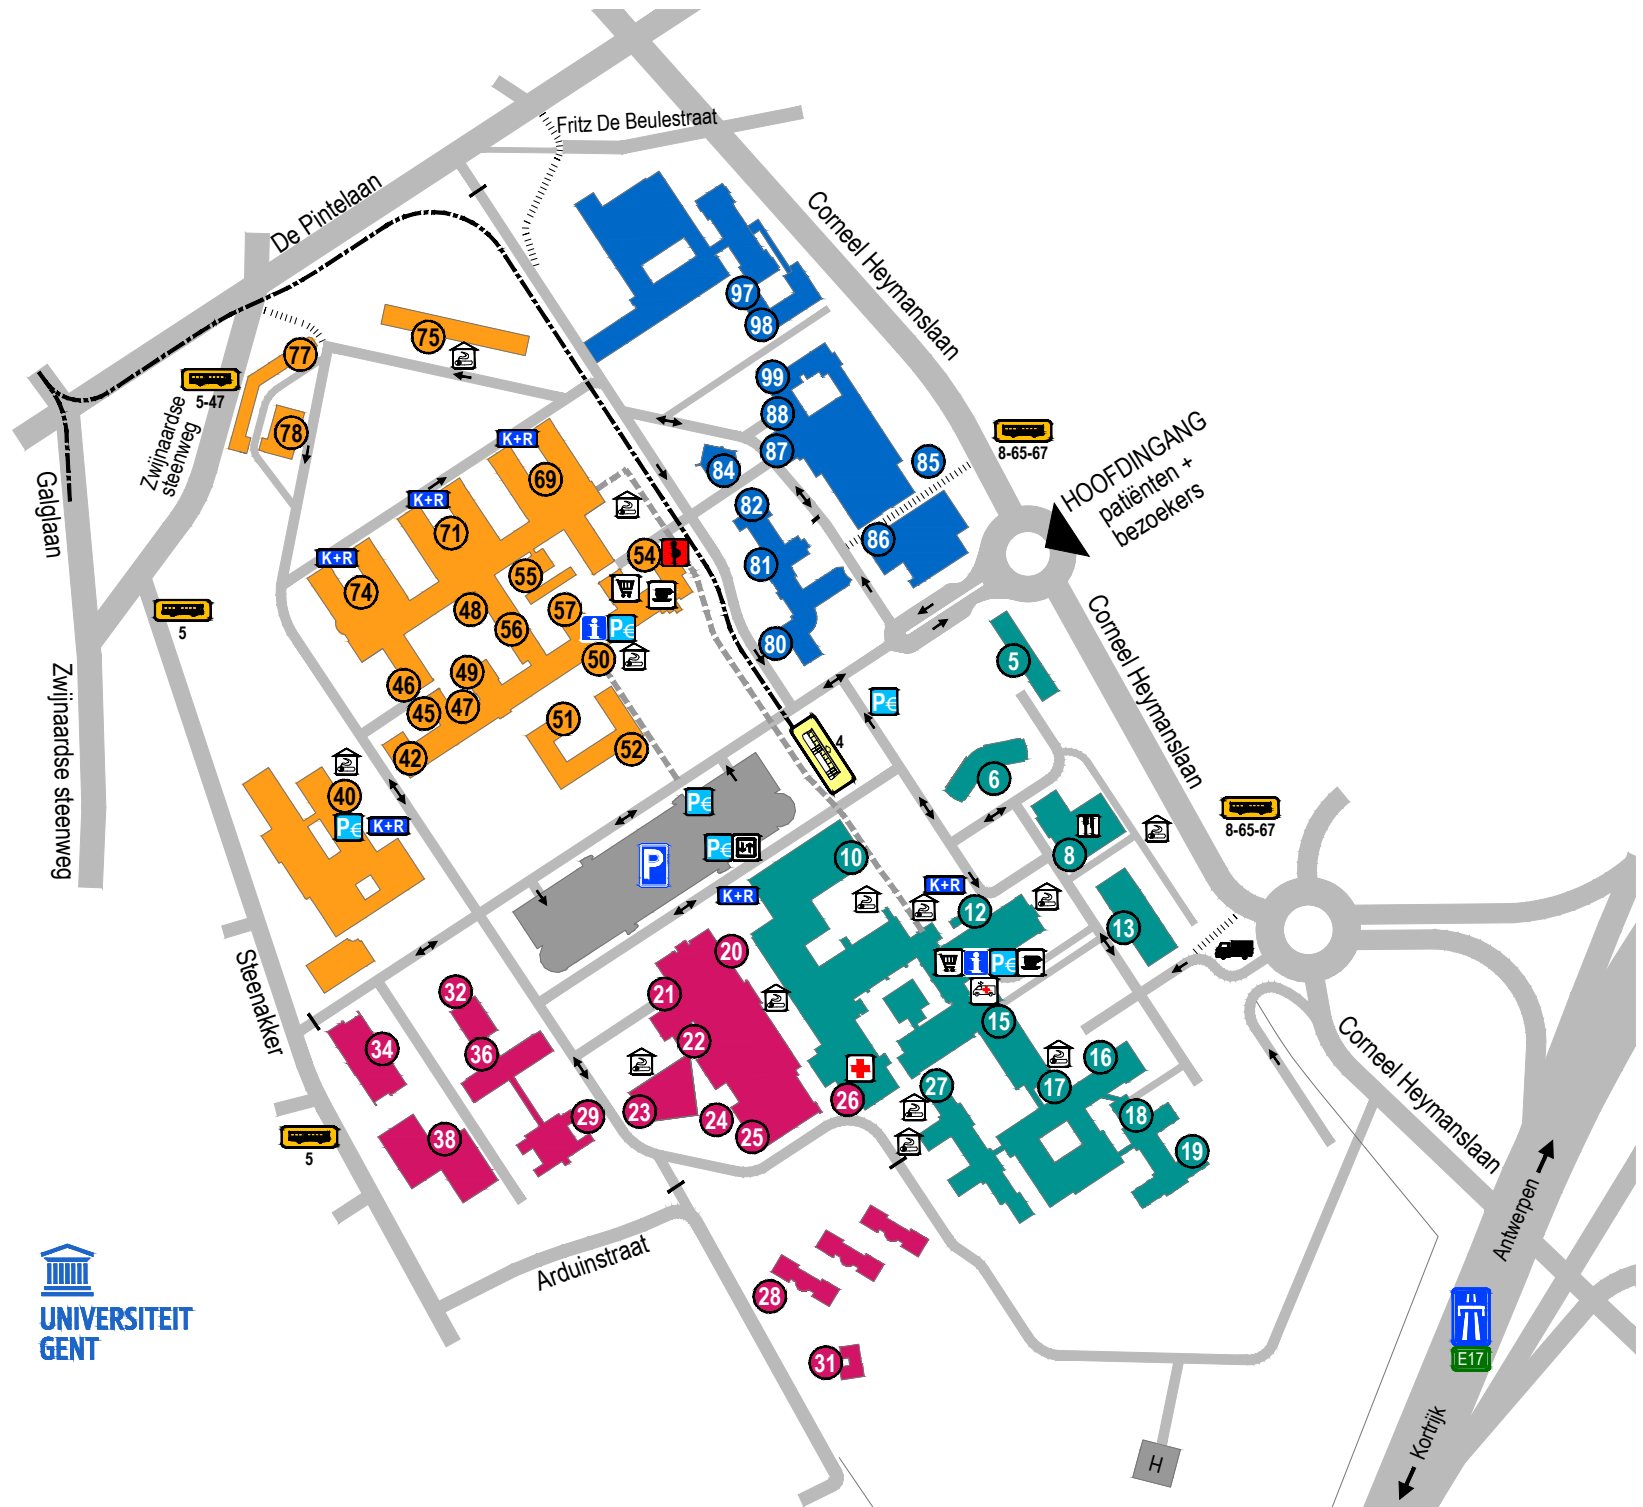 Fritz De Beulestraat
De Pintelaan
Corneel Heymanslaan
97
98
75
77
5-47
78
Zwijnaardse
steenweg
99
88
87
K+R
84
85
8-65-67
HOOFDINGANG
patiënten +
bezoekers
69
K+R
71
82
86
Galglaan
K+R
74
54
55
81
5
48
57
56
i
P€
80
50
5
49
46
47
45
51
52
42
P€
4
Corneel Heymanslaan
Zwijnaardse steenweg
6
40
P€
K+R
P€
P€
P
8
8-65-67
10
K+R
K+R
12
13
20
i
P€
Steenakker
32
21
15
34
36
22
16
17
26
27
23
24
25
29
38
5
18
19
Corneel Heymanslaan
Arduinstraat
28
31
UNIVERSITEIT
GENT
Antwerpen
E17
Kortrijk
H